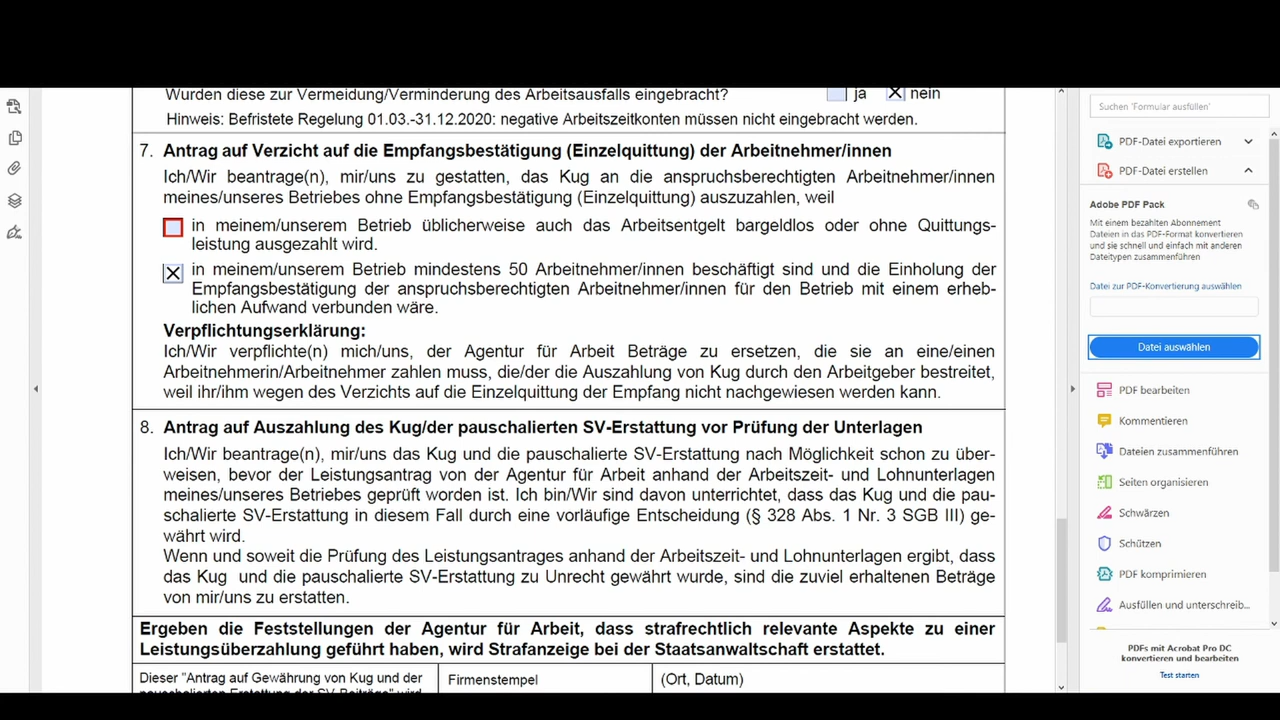 Wurden diese zur Vermeidung/Verminderung des Arbeitsausfalls eingebracht? ja nein
Hinweis: Befristete Regelung 01.03.-31.12.2020: negative Arbeitszeitkonten müssen nicht eingebracht werden.
7. Antrag auf Verzicht auf die Empfangsbestätigung (Einzelquittung) der Arbeitnehmer/innen
Ich/Wir beantrage(n), mir/uns zu gestatten, das Kug an die anspruchsberechtigten Arbeitnehmer/innen
meines/unseres Betriebes ohne Empfangsbestätigung (Einzelquittung) auszuzahlen, weil
in meinem/unserem Betrieb üblicherweise auch das Arbeitsentgelt bargeldlos oder ohne Quittungs-
leistung ausgezahlt wird.
in meinem/unserem Betrieb mindestens 50 Arbeitnehmer/innen beschäftigt sind und die Einholung der
Empfangsbestätigung der anspruchsberechtigten Arbeitnehmer/innen für den Betrieb mit einem erheb-
lichen Aufwand verbunden wäre.
Verpflichtungserklärung:
Ich/Wir verpflichte(n) mich/uns, der Agentur für Arbeit Beträge zu ersetzen, die sie an eine/einen
Arbeitnehmerin/Arbeitnehmer zahlen muss, die/der die Auszahlung von Kug durch den Arbeitgeber bestreitet,
weil ihr/ihm wegen des Verzichts auf die Einzelquittung der Empfang nicht nachgewiesen werden kann.
8. Antrag auf Auszahlung des Kug/der pauschalierten SV-Erstattung vor Prüfung der Unterlagen
Ich/Wir beantrage(n), mir/uns das Kug und die pauschalierte SV-Erstattung nach Möglichkeit schon zu über-
weisen, bevor der Leistungsantrag von der Agentur für Arbeit anhand der Arbeitszeit- und Lohnunterlagen
meines/unseres Betriebes geprüft worden ist. Ich bin/Wir sind davon unterrichtet, dass das Kug und die pau-
schalierte SV-Erstattung in diesem Fall durch eine vorläufige Entscheidung (§ 328 Abs. 1 Nr. 3 SGB III) ge-
währt wird.
Wenn und soweit die Prüfung des Leistungsantrages anhand der Arbeitszeit- und Lohnunterlagen ergibt, dass
das Kug und die pauschalierte SV-Erstattung zu Unrecht gewährt wurde, sind die zuviel erhaltenen Beträge
von mir/uns zu erstatten.
Ergeben die Feststellungen der Agentur für Arbeit, dass strafrechtlich relevante Aspekte zu einer
Leistungsüberzahlung geführt haben, wird Strafanzeige bei der Staatsanwaltschaft erstattet.
Dieser "Antrag auf Gewährung von Kug und der
pauschalierten Erstattung der SV-Beiträge" wird
Firmenstempel
(Ort, Datum)
Suchen 'Formular ausfüllen'
PDF-Datei exportieren
PDF-Datei erstellen
Adobe PDF Pack
Mit einem bezahlten Abonnement
Dateien in das PDF-Format konvertieren
und sie schnell und einfach mit anderen
Dateitypen zusammenführen
Datei zur PDF-Konvertierung auswählen
Datei auswählen
PDF bearbeiten
Kommentieren
Dateien zusammenführen
Seiten organisieren
Schwärzen
Schützen
PDF komprimieren
Ausfüllen und unterschreib...
PDFs mit Acrobat Pro DC
konvertieren und bearbeiten
Test starten